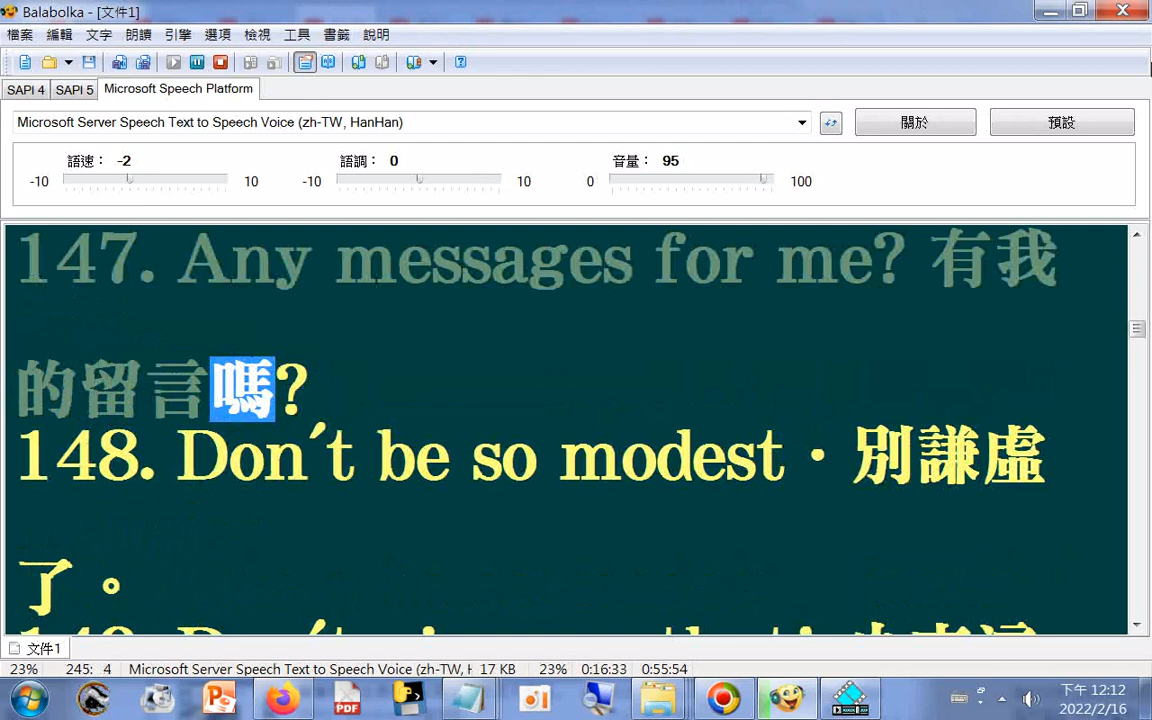 Balabolka - [文件1]
檔案 編輯 文字 朗讀 引擎 選項 檢視 工具 書籤 說明
SAPI 4 SAPI 5 Microsoft Speech Platform
Microsoft Server Speech Text to Speech Voice (zh-TW, HanHan) 關於 預設
語速： -2 語調： 0 音量： 95
-10 10 -10 10 0 100
147. Any messages for me? 有我
的留言嗎?
148. Don′t be so modest．別謙虛
了。
文件1
23% 245: 4 Microsoft Server Speech Text to Speech Voice (zh-TW, H 17 KB 23% 0:16:33 0:55:54
下午 12:12
2022/2/16